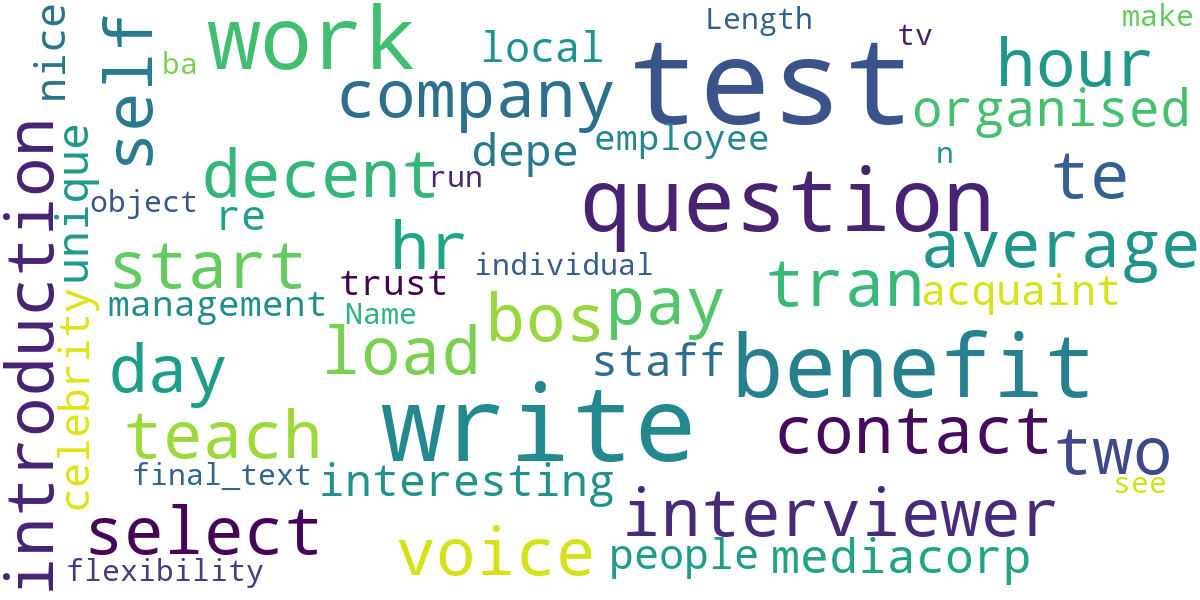 make
Length
tv
nice
self
ba
work
local
test
hour
company
organised
employee
depe
n
te
introduction
unique
decent
run
question
object
re
hr
average
start
individual
tran
trust
acquaint
management
Name
bos
pay
celebrity
day
load
staff
benefit
teach
write
contact
two
final_text
interesting
see
select
interviewer
voice
people
mediacorp
flexibility